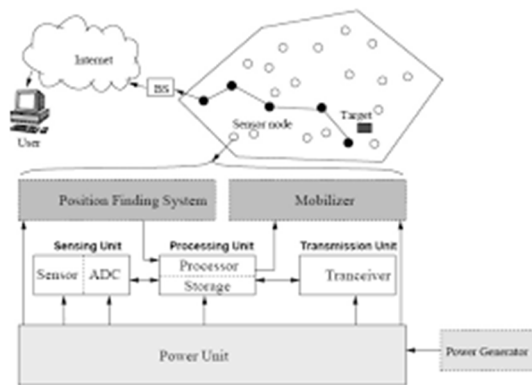 Internet
BS
User
Target
Sensor node
Position Finding System
Mobilizer
Sensing Unit
Processing Unit
Transmission Unit
Sensor
ADC
Processor
Storage
Tranceiver
Power Unit
Power Generator